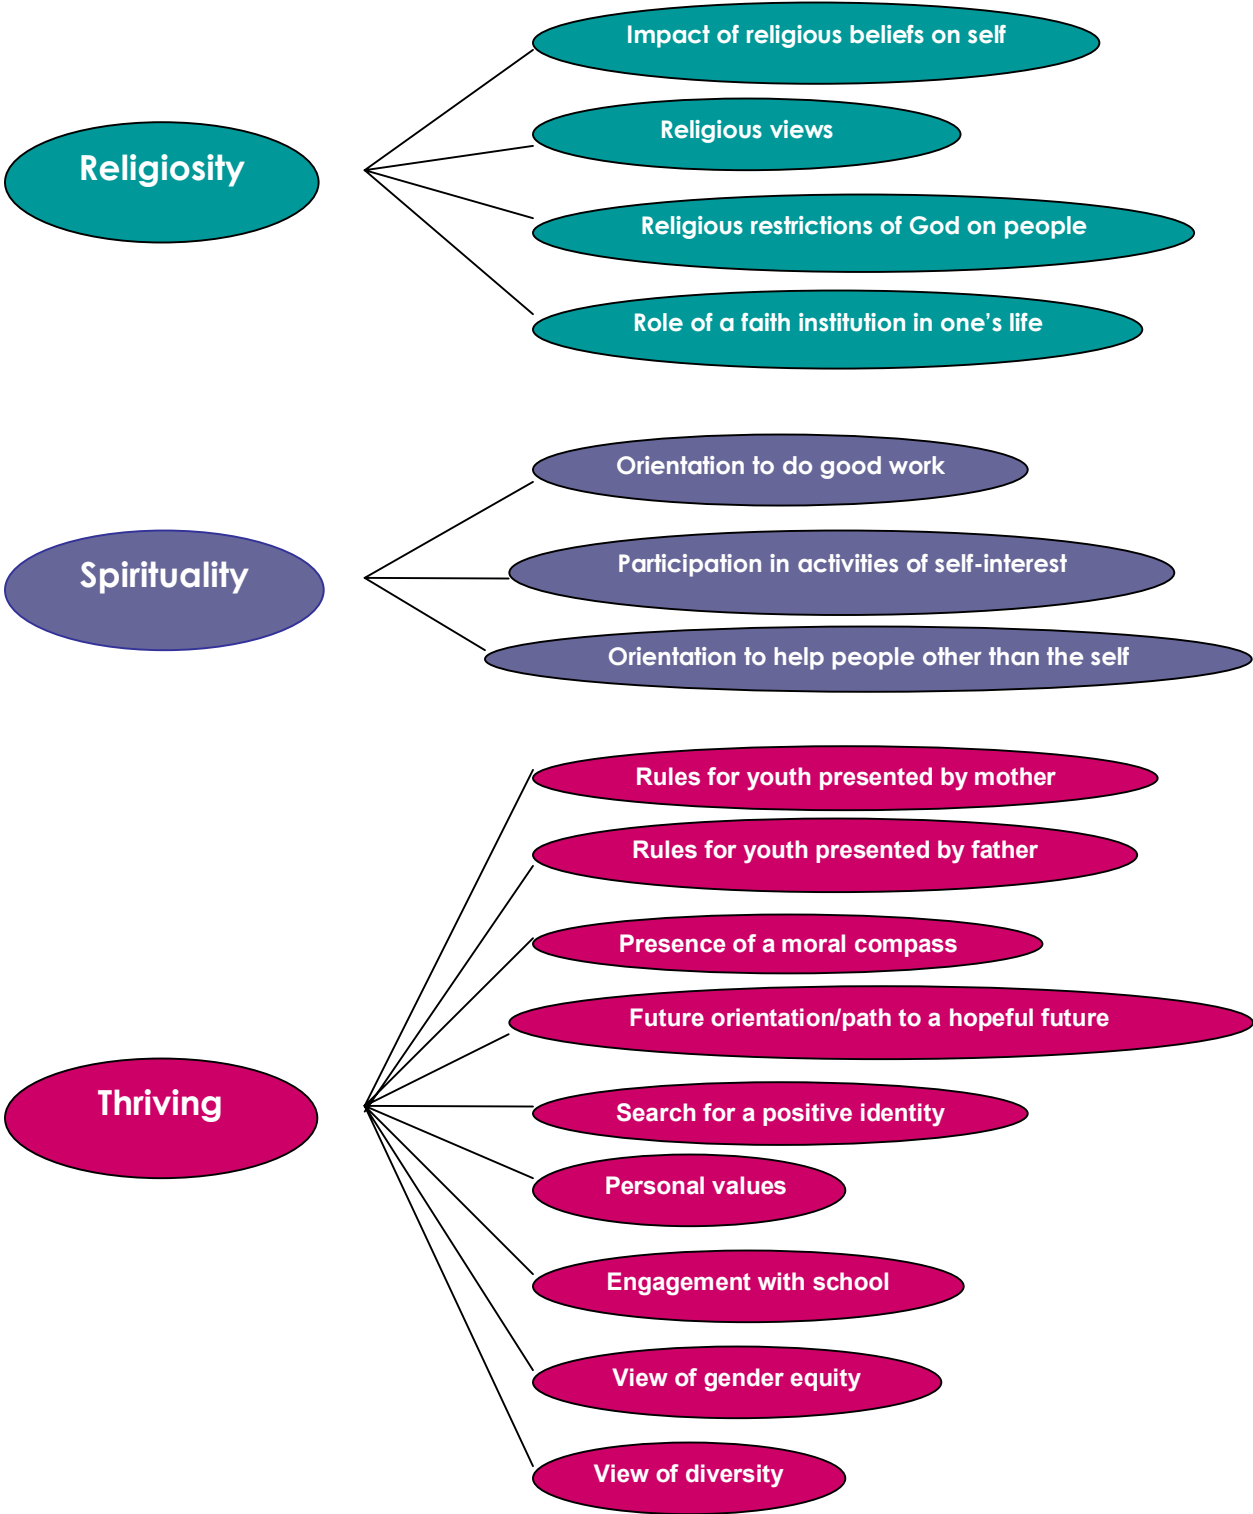 Impact of religious beliefs on self
Religious views
Religiosity
Religious restrictions of God on people
Role of a faith institution in one’s life
Orientation to do good work
Participation in activities of self-interest
Spirituality
Orientation to help people other than the self
Rules for youth presented by mother
Rules for youth presented by father
Presence of a moral compass
Future orientation/path to a hopeful future
Thriving
Search for a positive identity
Personal values
Engagement with school
View of gender equity
View of diversity